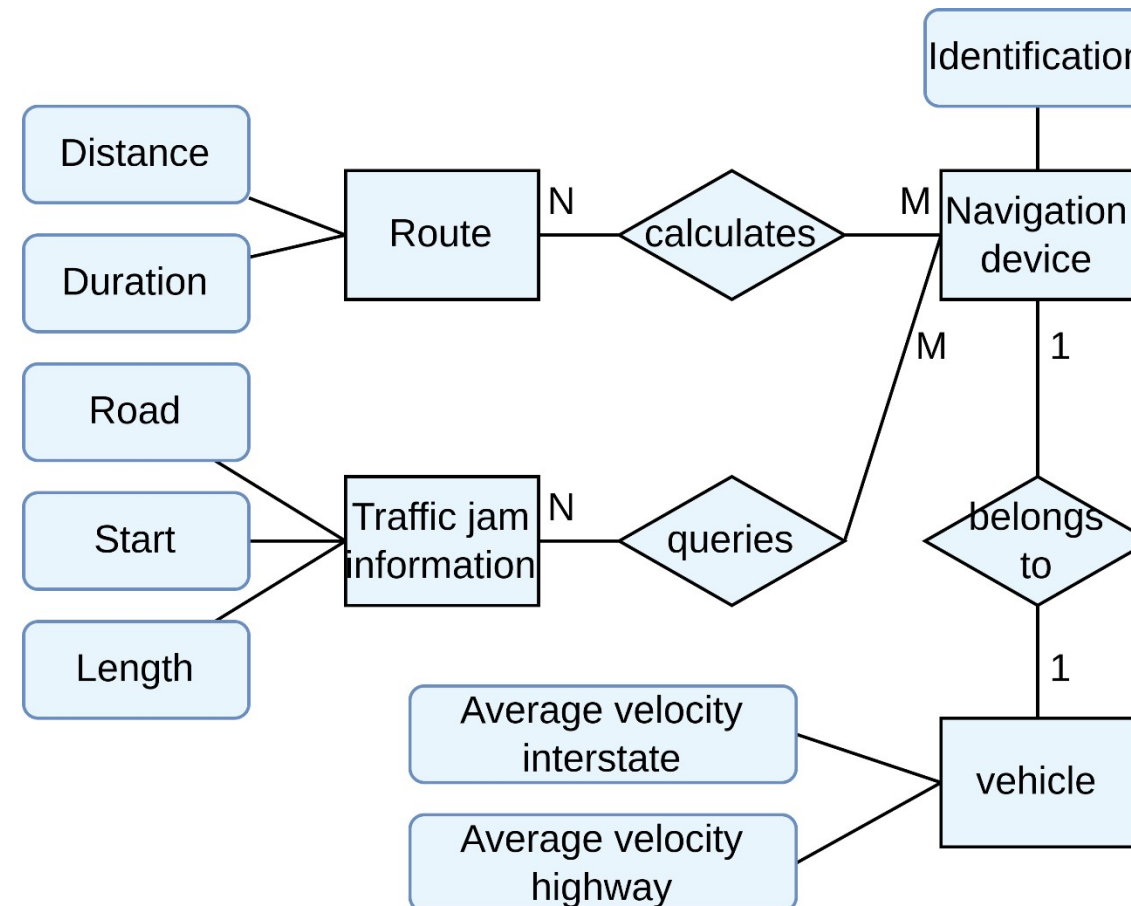 Identification
Distance
Route
N
calculates
M
Navigation
device
Duration
M
1
Road
Traffic jam
information
N
queries
belongs
to
Start
Length
1
Average velocity
interstate
vehicle
Average velocity
highway